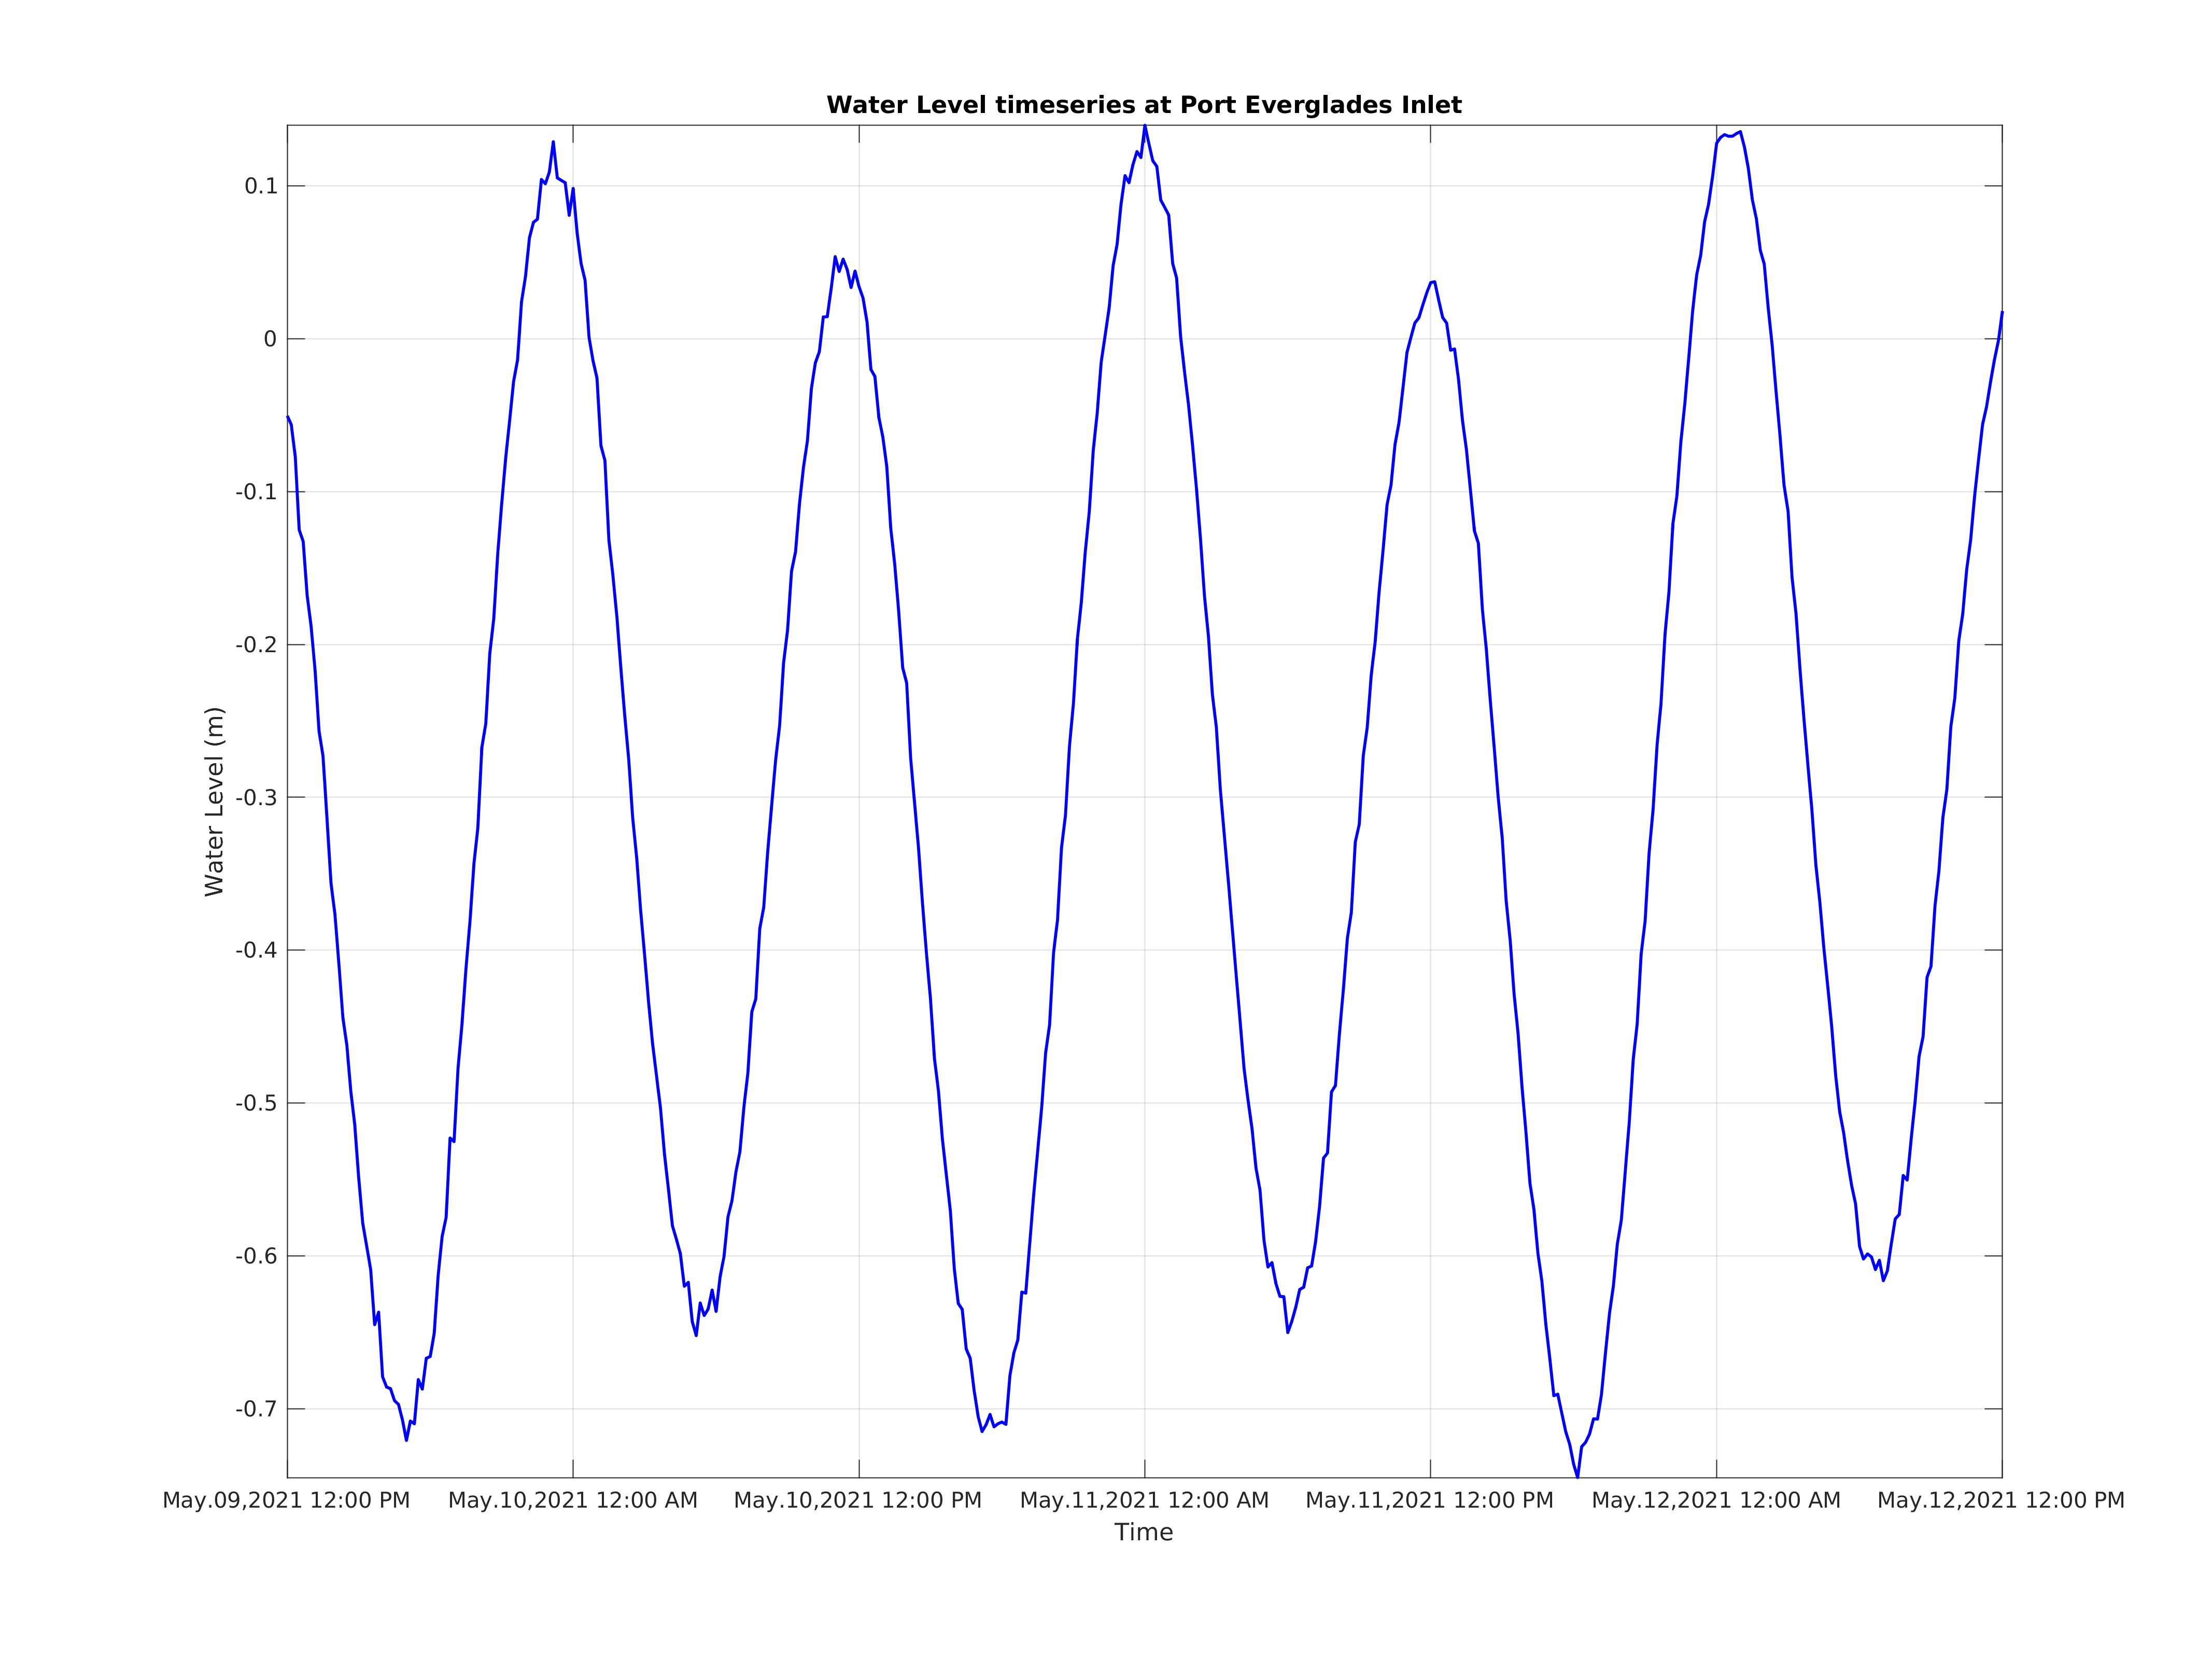 Water Level timeseries at Port Everglades Inlet
0.1
0
-0.1
-0.2
-0.3
-0.4
-0.5
-0.6
-0.7
Water Level (m)
May.09,2021 12:00 PM May.10,2021 12:00 AM May.10,2021 12:00 PM May.11,2021 12:00 AM May.11,2021 12:00 PM May.12,2021 12:00 AM May.12,2021 12:00 PM
Time